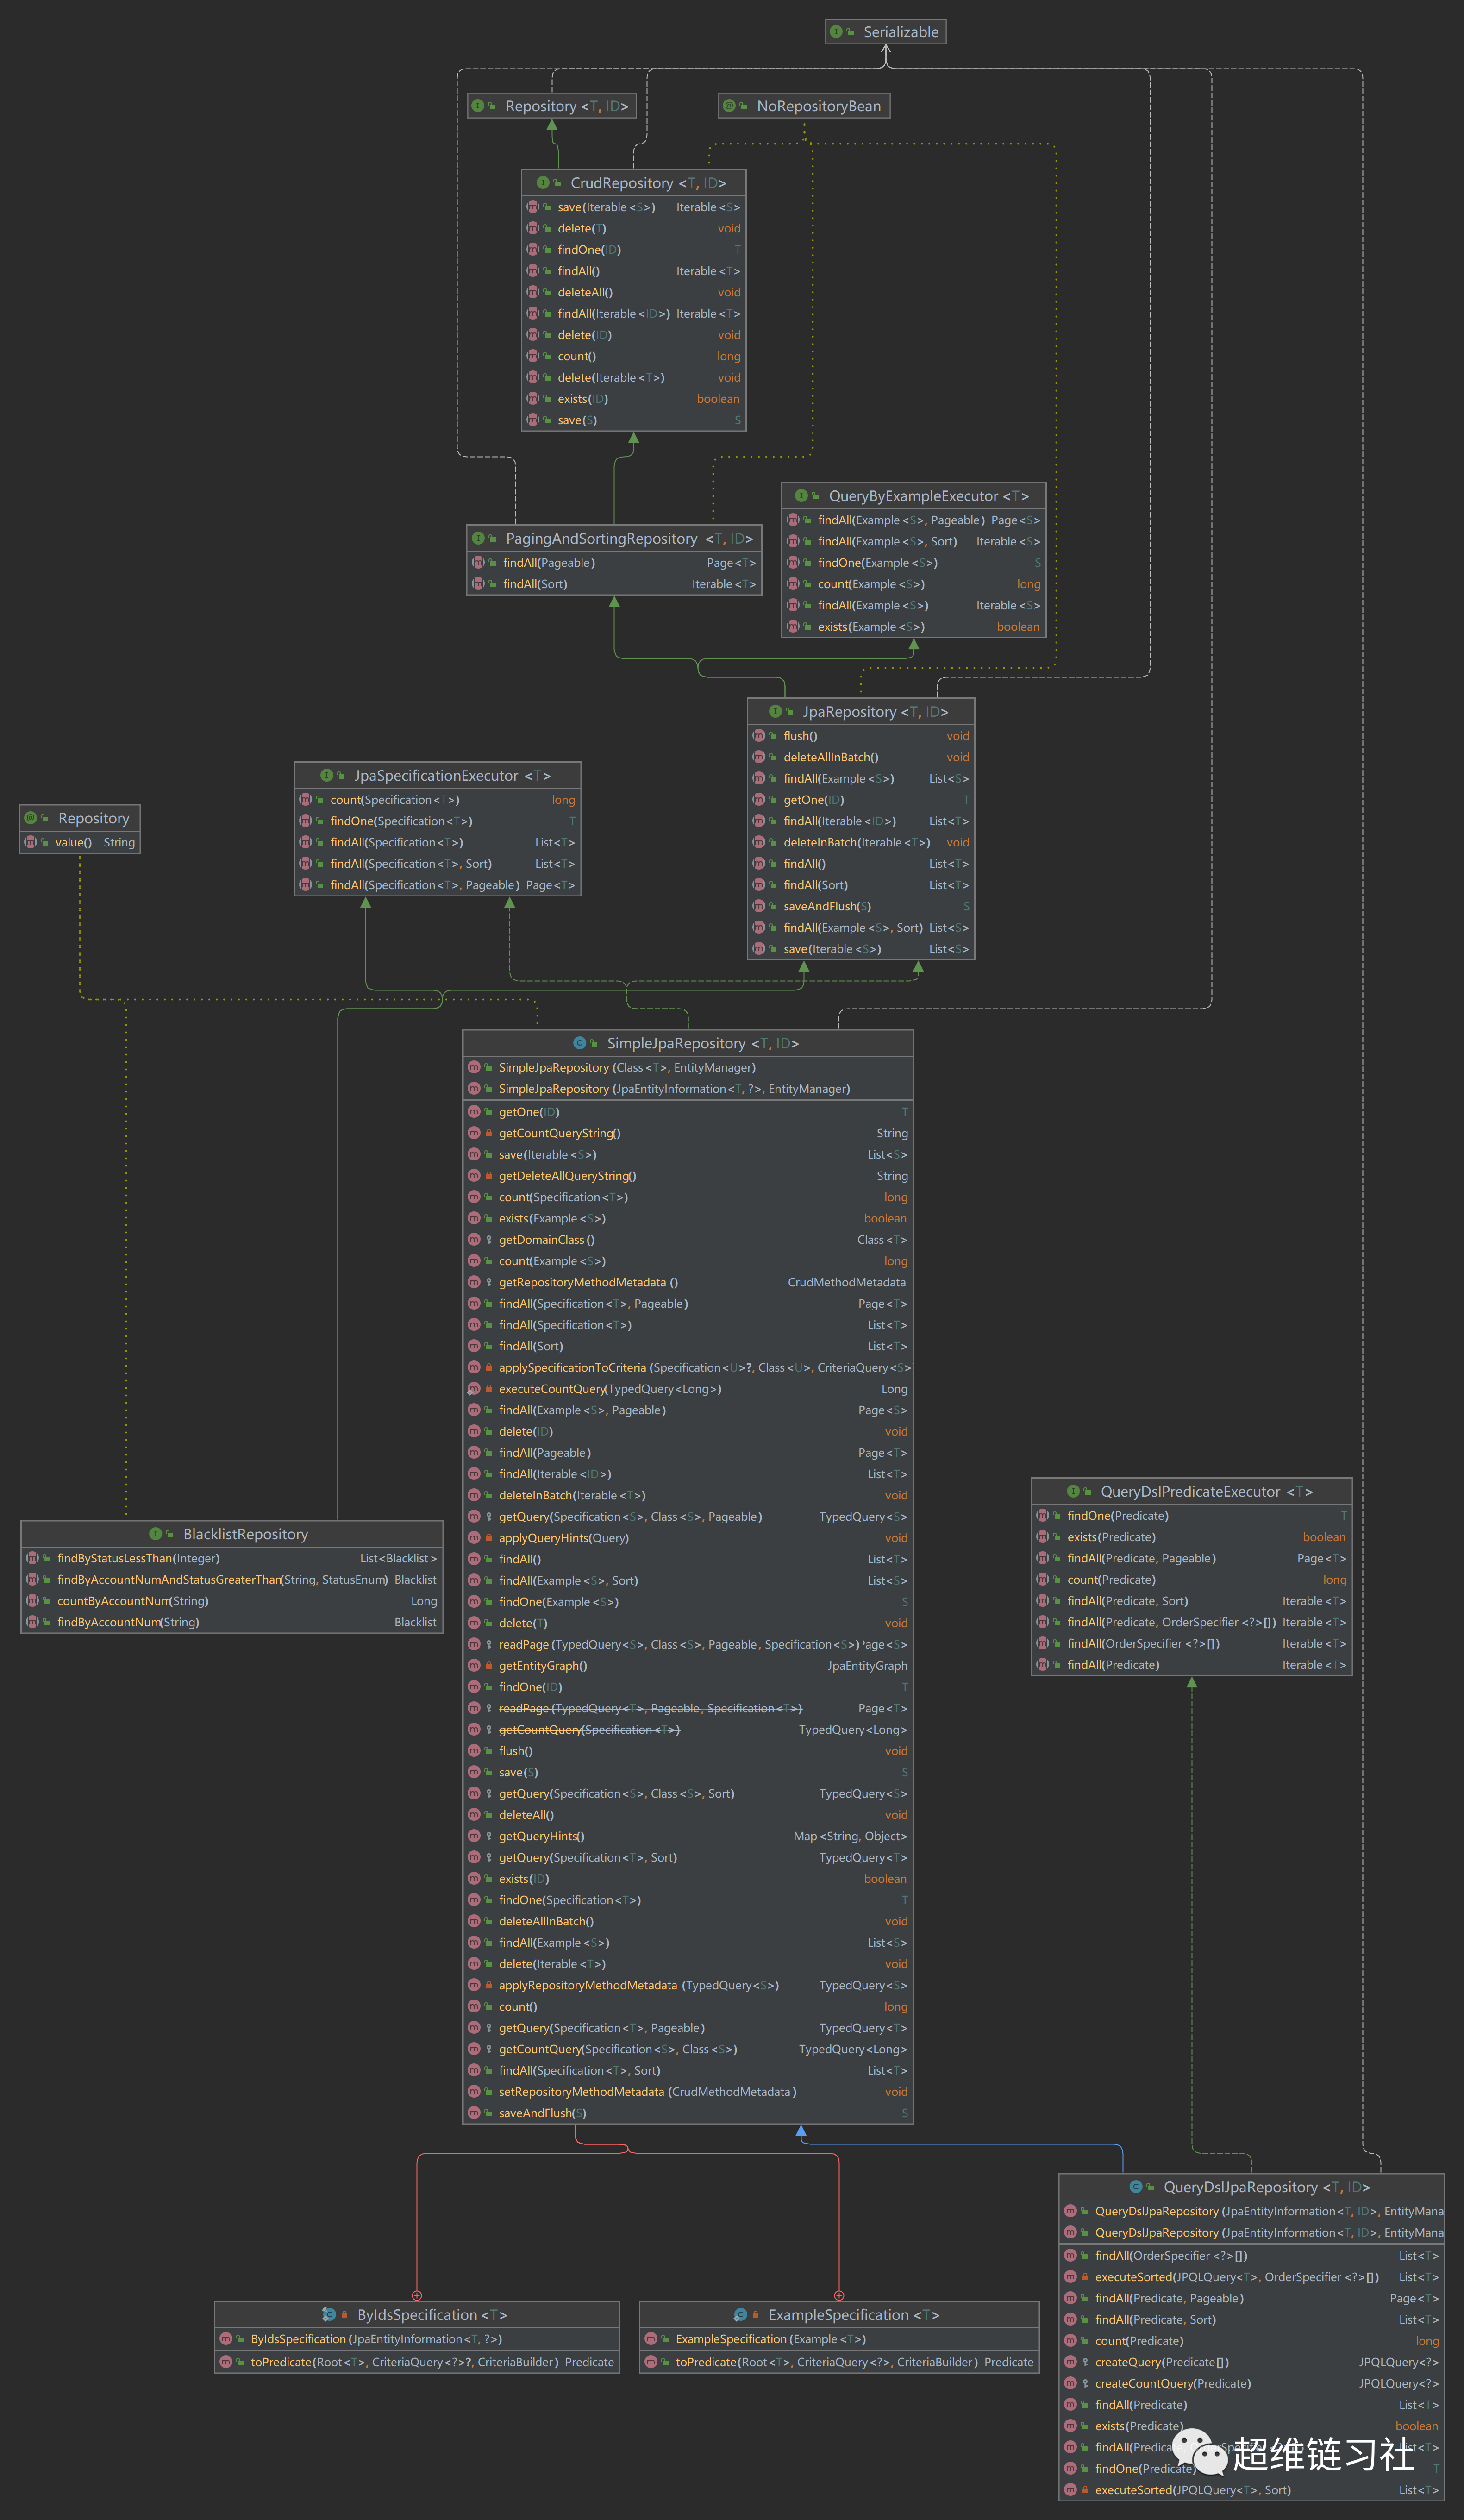 Serializable
Repository <T, ID>
NoRepositoryBean
CrudRepository <T, ID>
save(Iterable <S>) Iterable <S>
delete(T) void
findOne(ID) T
findAll() Iterable <T>
deleteAll() void
findAll(Iterable <ID>) Iterable <T>
delete(ID) void
count() long
delete(Iterable <T>) void
exists(ID) boolean
save(S) S
QueryByExampleExecutor <T>
findAll(Example <S>, Pageable) Page <S>
findAll(Example <S>, Sort) Iterable <S>
findOne(Example <S>) S
count(Example <S>) long
findAll(Example <S>) Iterable <S>
exists(Example <S>) boolean
PagingAndSortingRepository <T, ID>
findAll(Pageable) Page <T>
findAll(Sort) Iterable <T>
JpaRepository <T, ID>
flush() void
deleteAllInBatch() void
findAll(Example <S>) List <S>
getOne(ID) T
findAll(Iterable <ID>) List <T>
deleteInBatch(Iterable <T>) void
findAll() List <T>
findAll(Sort) List <T>
saveAndFlush(S) S
findAll(Example <S>, Sort) List <S>
save(Iterable <S>) List <S>
JpaSpecificationExecutor <T>
count(Specification <T>) long
findOne(Specification <T>) T
findAll(Specification <T>) List <T>
findAll(Specification <T>, Sort) List <T>
findAll(Specification <T>, Pageable) Page <T>
Repository
value() String
SimpleJpaRepository <T, ID>
SimpleJpaRepository (Class <T>, EntityManager)
SimpleJpaRepository (JpaEntityInformation <T, ?>, EntityManager)
getOne(ID) T
getCountQueryString() String
save(Iterable <S>) List <S>
getDeleteAllQueryString() String
count(Specification <T>) long
exists(Example <S>) boolean
getDomainClass () Class <T>
count(Example <S>) long
getRepositoryMethodMetadata () CrudMethodMetadata
findAll(Specification <T>, Pageable) Page <T>
findAll(Specification <T>) List <T>
findAll(Sort) List <T>
applySpecificationToCriteria (Specification <U>?, Class <U>, CriteriaQuery <S>
executeCountQuery(TypedQuery <Long>) Long
findAll(Example <S>, Pageable) Page <S>
delete(ID) void
findAll(Pageable) Page <T>
findAll(Iterable <ID>) List <T>
deleteInBatch(Iterable <T>) void
getQuery(Specification <S>, Class <S>, Pageable) TypedQuery <S>
applyQueryHints(Query) void
findAll() List <T>
findAll(Example <S>, Sort) List <S>
findOne(Example <S>) S
delete(T) void
readPage (TypedQuery <S>, Class <S>, Pageable, Specification <S>) 'age <S>
getEntityGraph() JpaEntityGraph
findOne(ID) T
readPage (TypedQuery <T>, Pageable, Specification <T>) Page <T>
getCountQuery(Specification <T>) TypedQuery <Long>
flush() void
save(S) S
getQuery(Specification <S>, Class <S>, Sort) TypedQuery <S>
deleteAll() void
getQueryHints() Map <String, Object>
getQuery(Specification <T>, Sort) TypedQuery <T>
exists(ID) boolean
findOne(Specification <T>) T
deleteAllInBatch() void
findAll(Example <S>) List <S>
delete(Iterable <T>) void
applyRepositoryMethodMetadata (TypedQuery <S>) TypedQuery <S>
count() long
getQuery(Specification <T>, Pageable) TypedQuery <T>
getCountQuery(Specification <S>, Class <S>) TypedQuery <Long>
findAll(Specification <T>, Sort) List <T>
setRepositoryMethodMetadata (CrudMethodMetadata) void
saveAndFlush(S) S
BlacklistRepository
findByStatusLessThan(Integer) List <Blacklist>
findByAccountNumAndStatusGreaterThan(String, StatusEnum) Blacklist
countByAccountNum(String) Long
findByAccountNum(String) Blacklist
QueryDslPredicateExecutor <T>
findOne(Predicate) T
exists(Predicate) boolean
findAll(Predicate, Pageable) Page <T>
count(Predicate) long
findAll(Predicate, Sort) Iterable <T>
findAll(Predicate, OrderSpecifier <?>[]) Iterable <T>
findAll(OrderSpecifier <?>[]) Iterable <T>
findAll(Predicate) Iterable <T>
ByIdsSpecification <T>
ByIdsSpecification (JpaEntityInformation <T, ?>)
toPredicate(Root <T>, CriteriaQuery <?>?, CriteriaBuilder) Predicate
ExampleSpecification <T>
ExampleSpecification (Example <T>)
toPredicate(Root <T>, CriteriaQuery <?>, CriteriaBuilder) Predicate
QueryDslJpaRepository <T, ID>
QueryDslJpaRepository (JpaEntityInformation <T, ID>, EntityMana
QueryDslJpaRepository (JpaEntityInformation <T, ID>, EntityMana
findAll(OrderSpecifier <?>[]) List <T>
executeSorted(JPQLQuery <T>, OrderSpecifier <?>[]) List <T>
findAll(Predicate, Pageable) Page <T>
findAll(Predicate, Sort) List <T>
count(Predicate) long
createQuery(Predicate[]) JPQLQuery <?>
createCountQuery(Predicate) JPQLQuery <?>
findAll(Predicate) List <T>
exists(Predicate) boolean
findAll(Predicate
findOne(Predicate) T
executeSorted(JPQLQuery <T>, Sort) List <T>
超维链习社